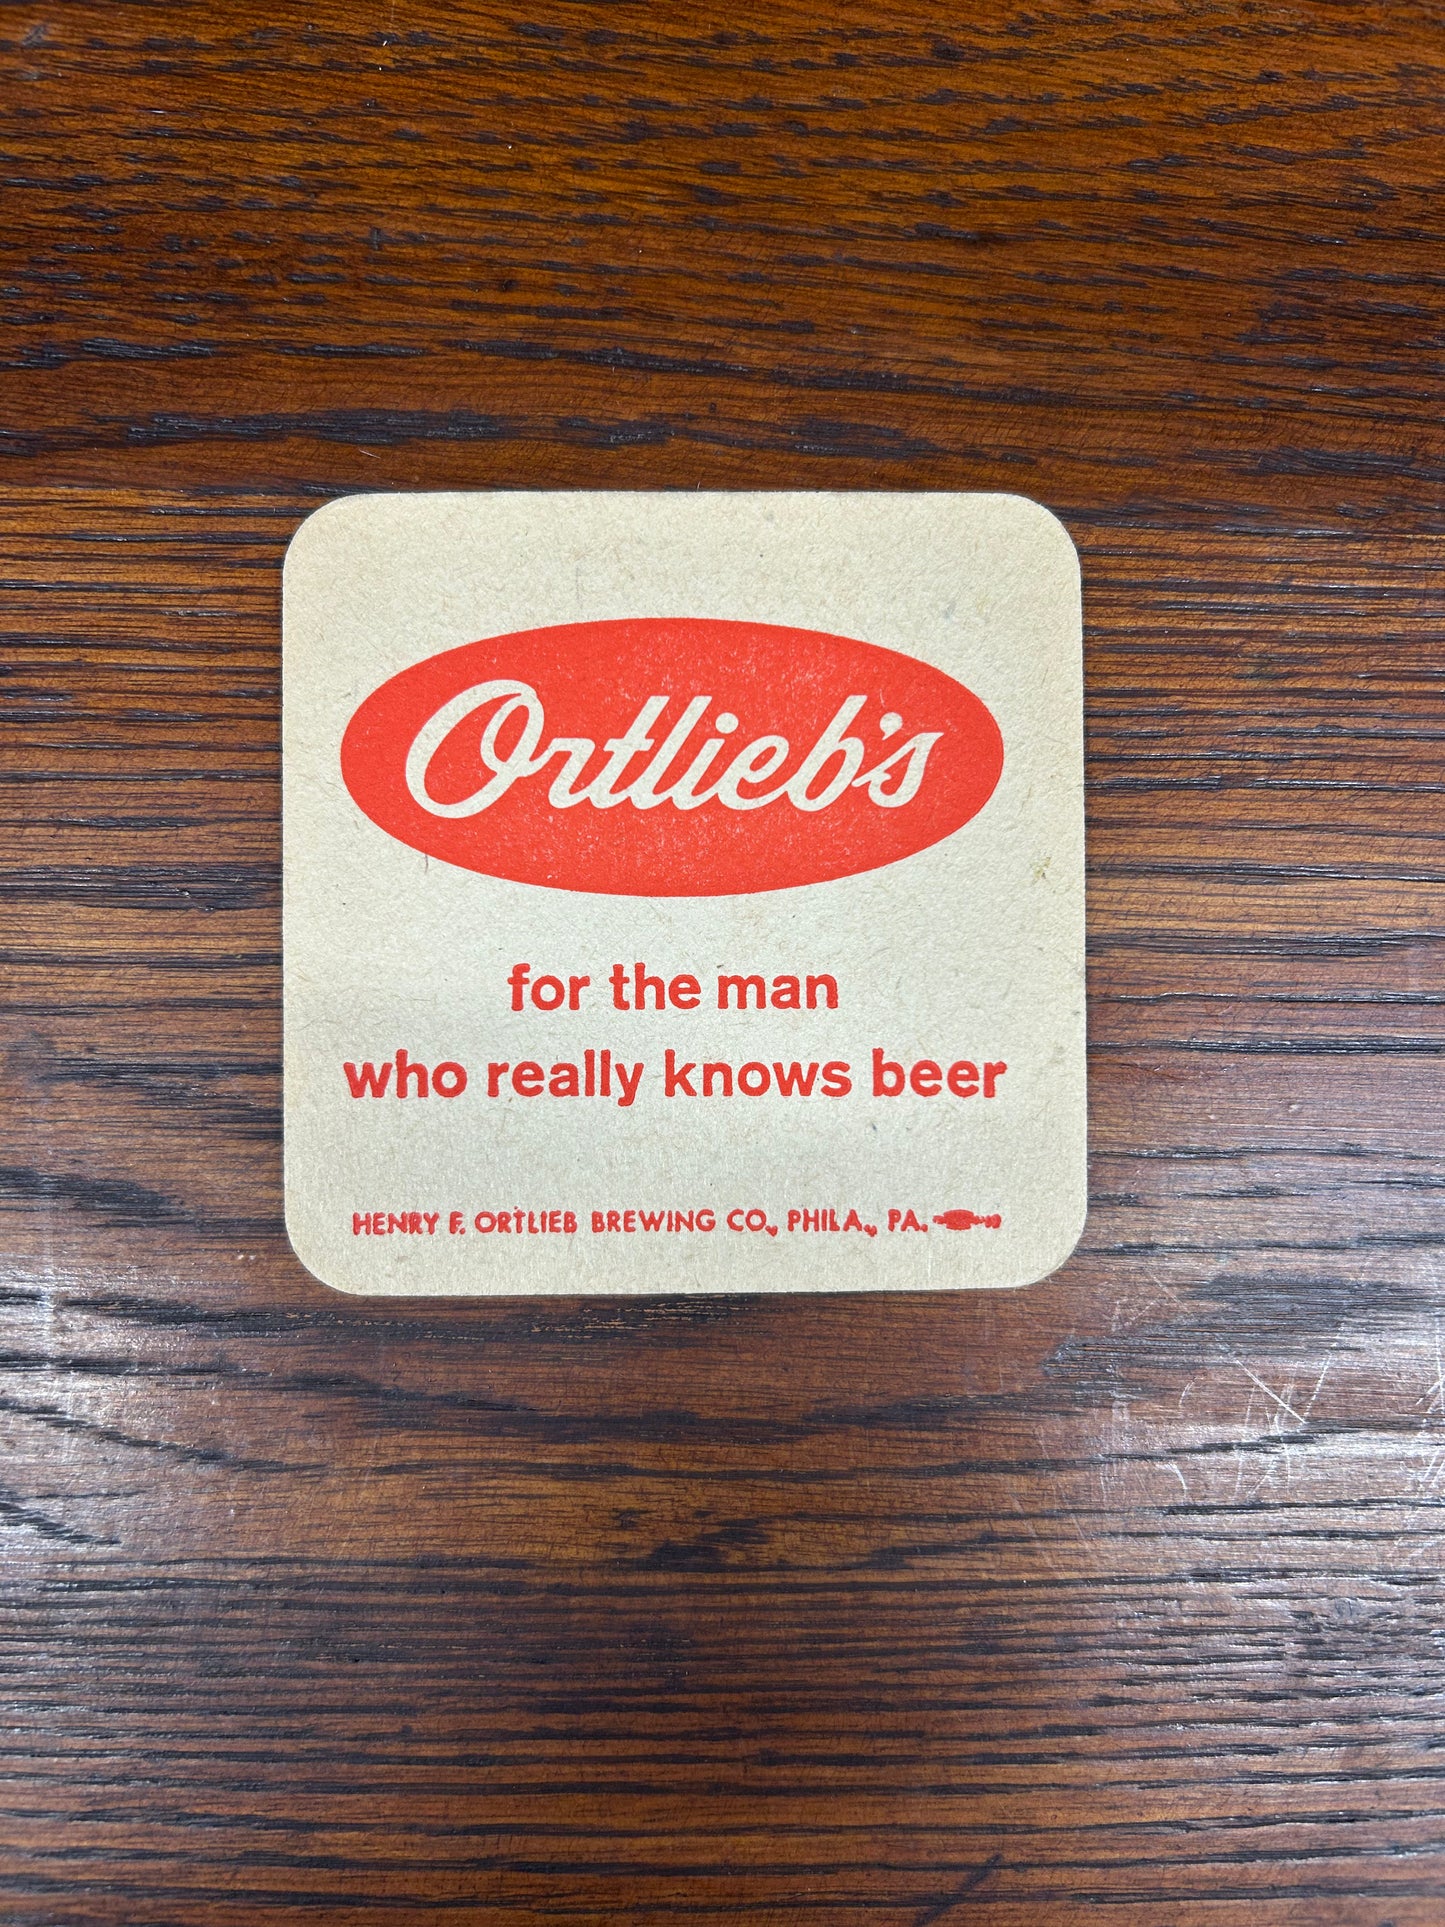 Ortlieb's
for the man
who really knows beer
HENRY F. ORTLIEB BREWING CO., PHILA., PA.